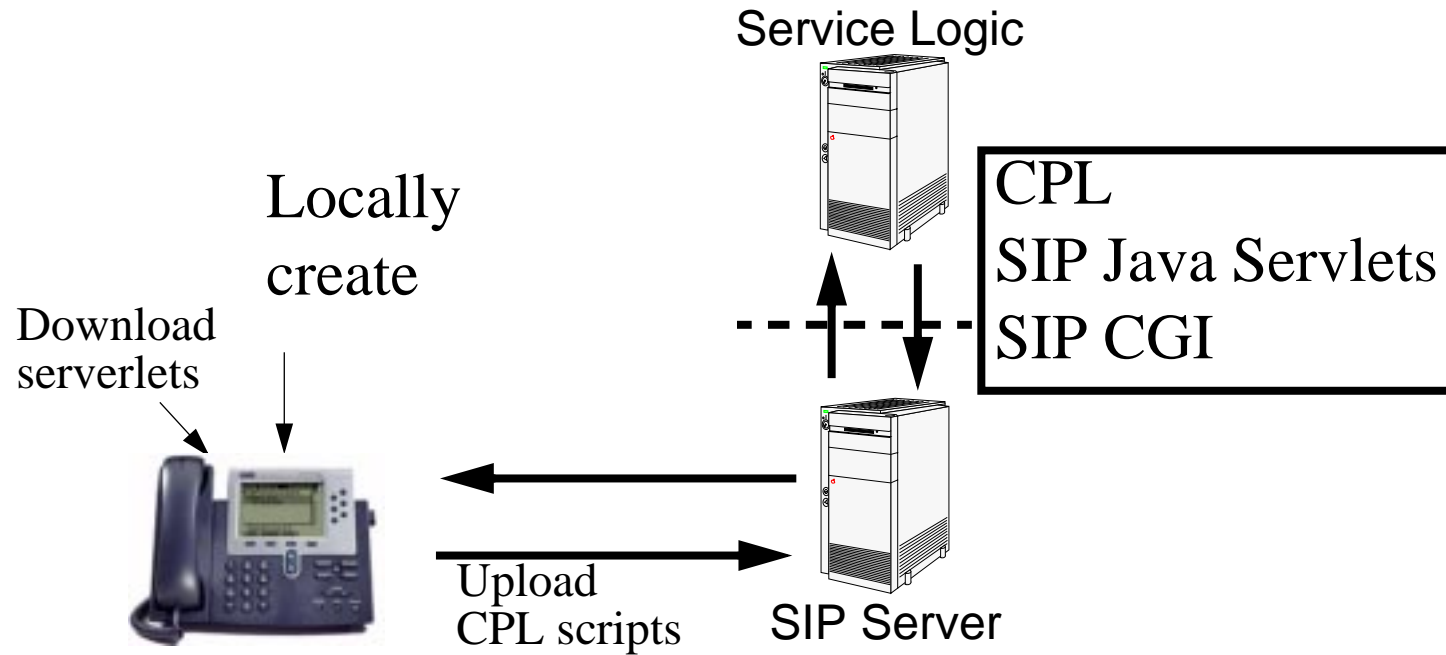 Service Logic
CPL
SIP Java Servlets
SIP CGI
Locally
create
Download
serverlets
Upload
CPL scripts
SIP Server